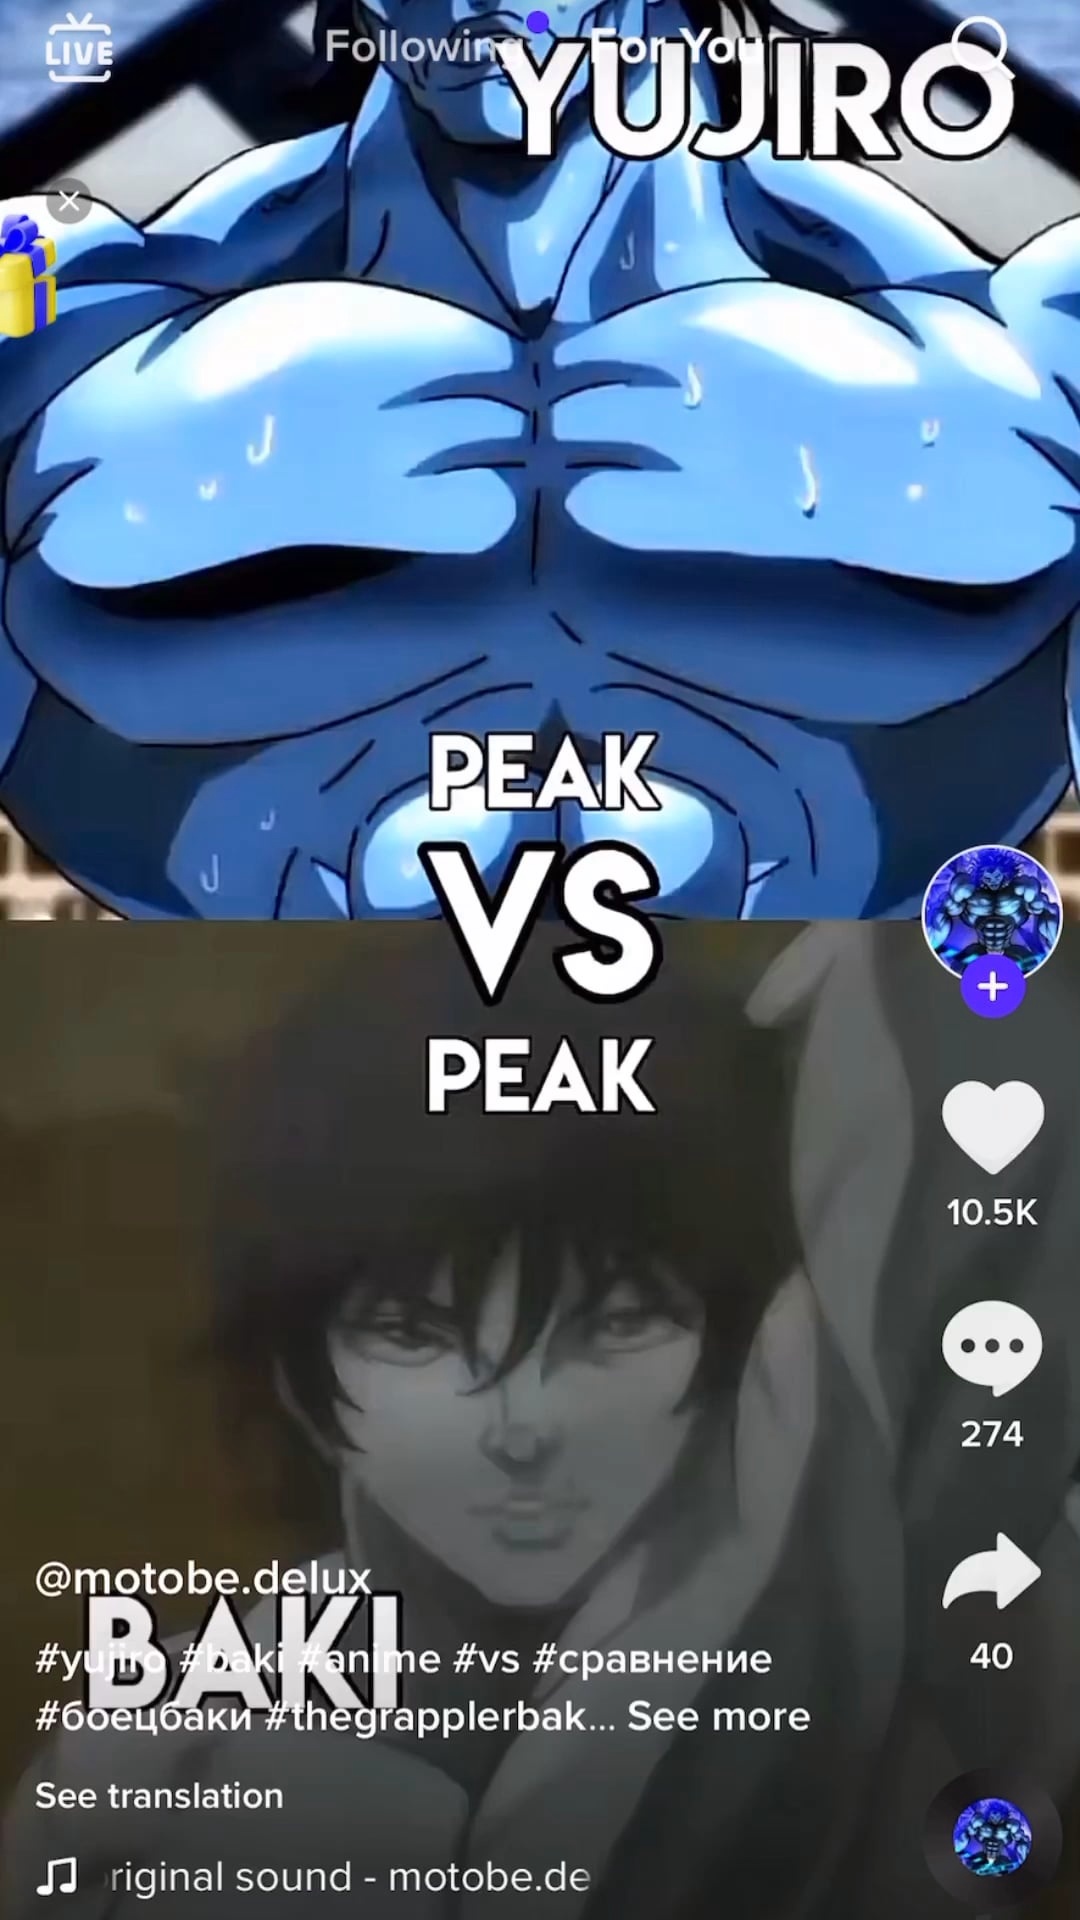 LIVE
Following For You
YUJIRO
PEAK
VS
PEAK
10.5K
274
@motobe.delux
BAKI
#yujiro #baki #anime #vs #сравнение
40
#боецбаки #thegrapplerbak... See more
See translation
riginal sound - motobe.de